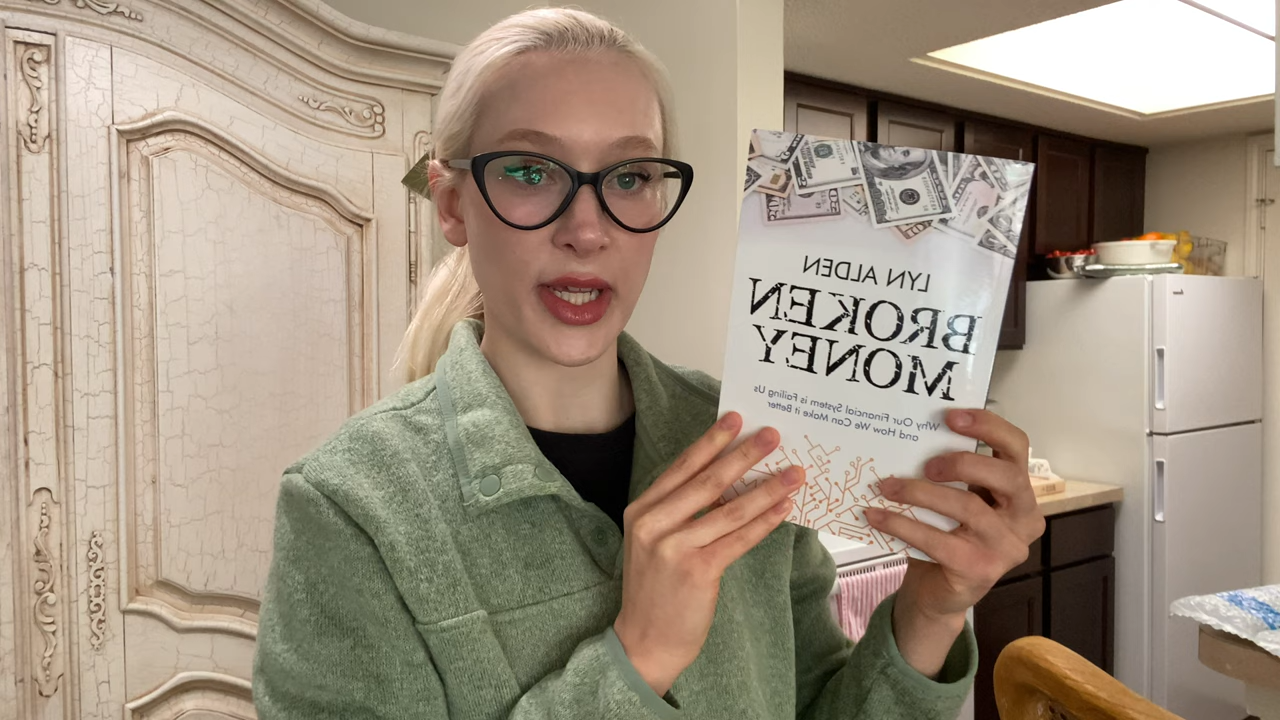 LYN ALDEN
BROKEN
MONEY
Why Our Financial System is Failing Us
and How We Can Make it Better